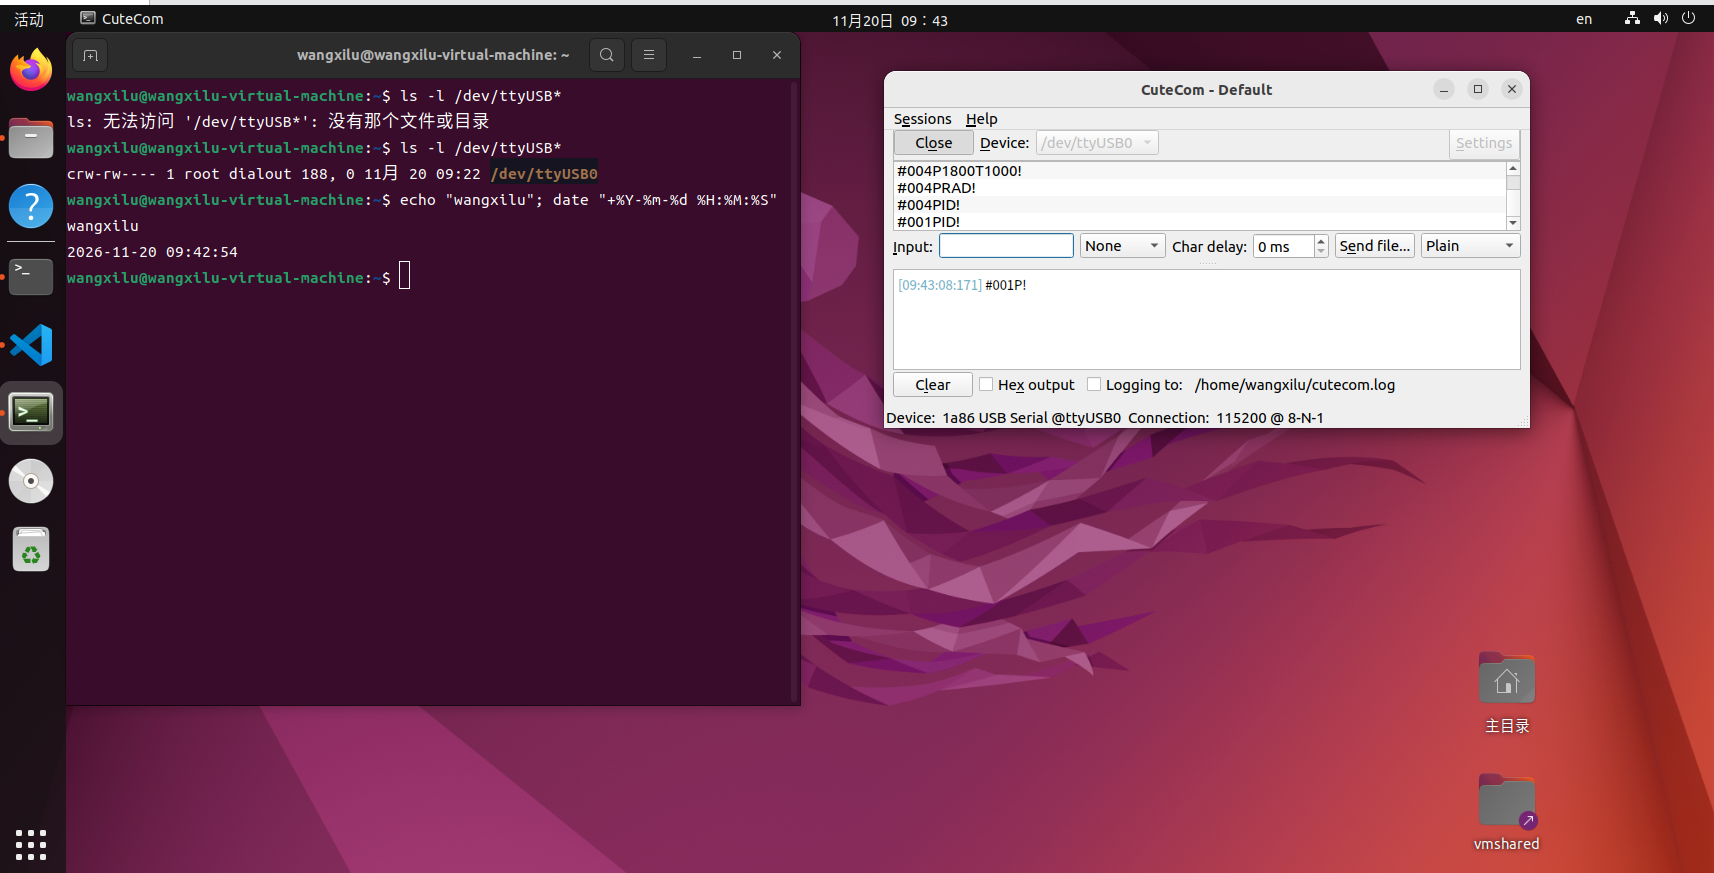 活动
CuteCom
11月20日 09：43
en
wangxilu@wangxilu-virtual-machine: ~
wangxilu@wangxilu-virtual-machine:~$ ls -l /dev/ttyUSB*
ls: 无法访问 '/dev/ttyUSB*': 没有那个文件或目录
wangxilu@wangxilu-virtual-machine:~$ ls -l /dev/ttyUSB*
crw-rw---- 1 root dialout 188, 0 11月 20 09:22 /dev/ttyUSB0
wangxilu@wangxilu-virtual-machine:~$ echo "wangxilu"; date "+%Y-%m-%d %H:%M:%S"
wangxilu
2026-11-20 09:42:54
wangxilu@wangxilu-virtual-machine:~$
CuteCom - Default
Sessions Help
Close Device: /dev/ttyUSB0 Settings
#004P1800T1000!
#004PRAD!
#004PID!
#001PID!
Input: None Char delay: 0 ms Send file... Plain
[09:43:08:171] #001P!
Clear Hex output Logging to: /home/wangxilu/cutecom.log
Device: 1a86 USB Serial @ttyUSB0 Connection: 115200 @ 8-N-1
主目录
vmshared